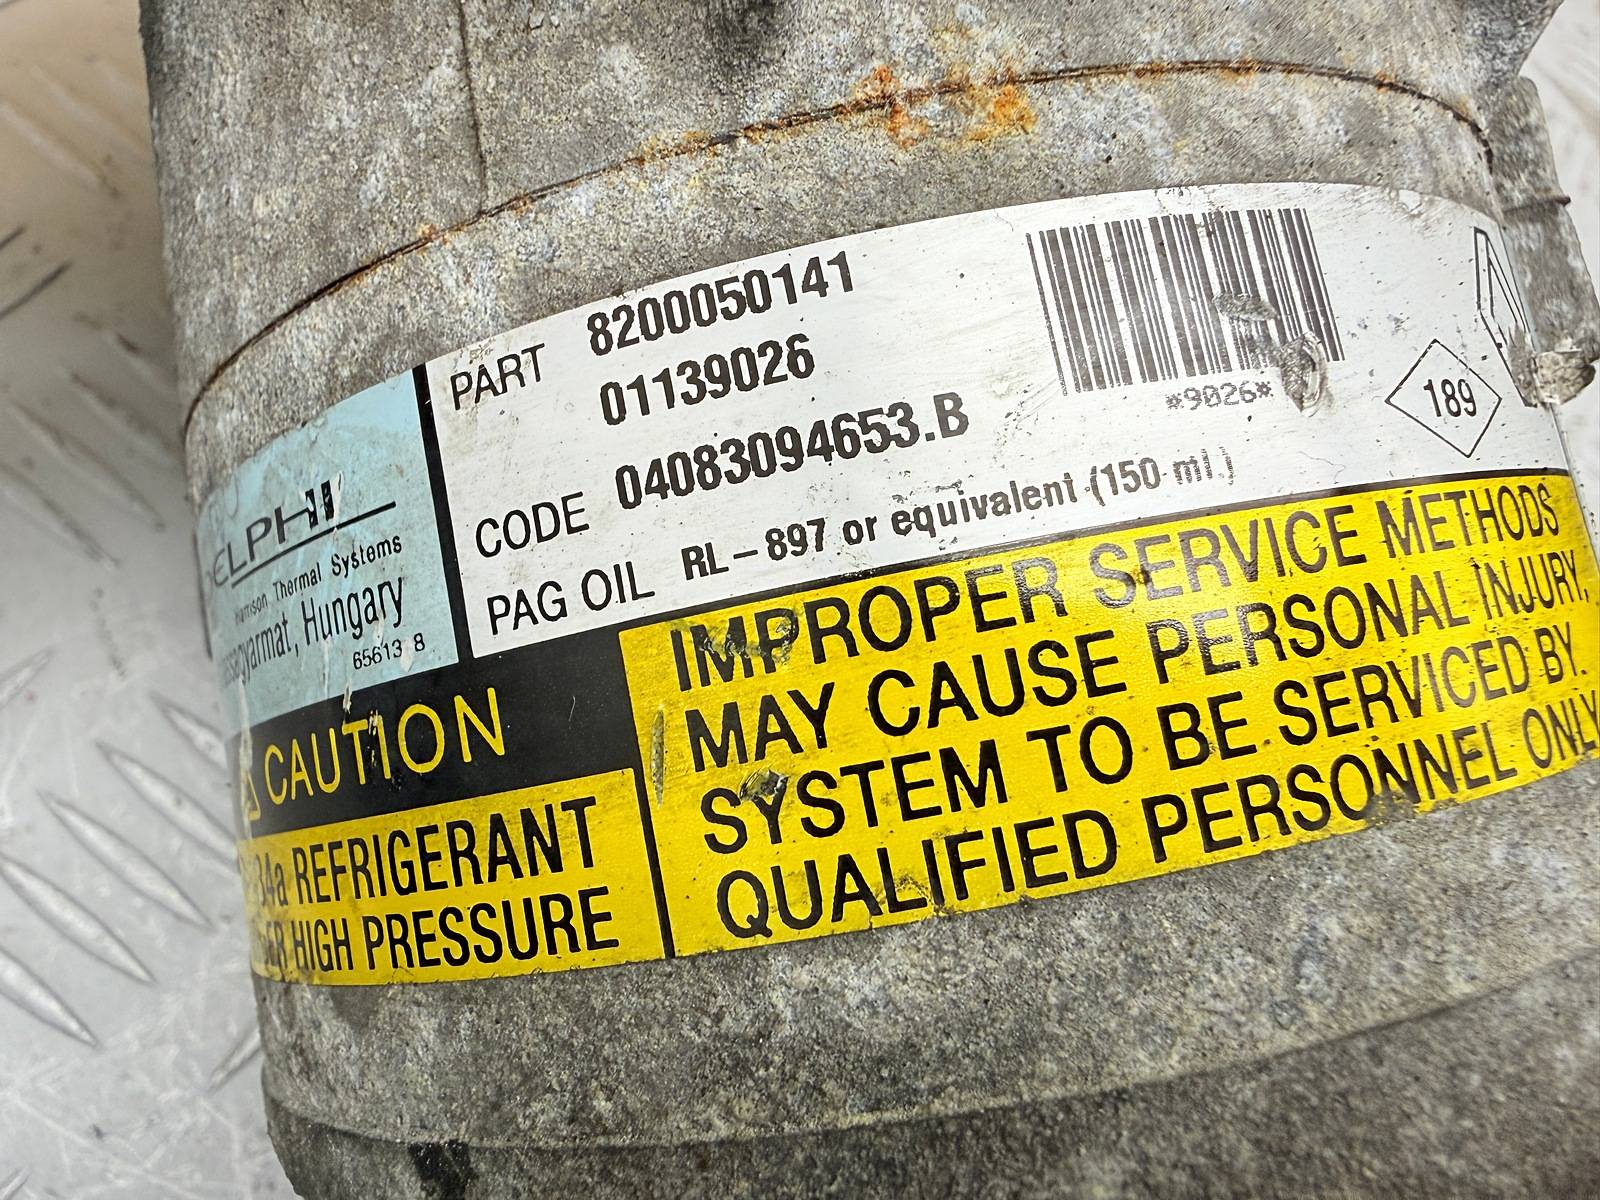 PART 8200050141
01139026
CODE 04083094653.B
PAG OIL RL-897 or equivalent (150 ml.)
*9026*
189
DELPHI
Harrison Thermal Systems
Hungary
65613 8
CAUTION
REFRIGERANT
HIGH PRESSURE
IMPROPER SERVICE METHODS
MAY CAUSE PERSONAL INJURY,
SYSTEM TO BE SERVICED BY.
QUALIFIED PERSONNEL ONLY